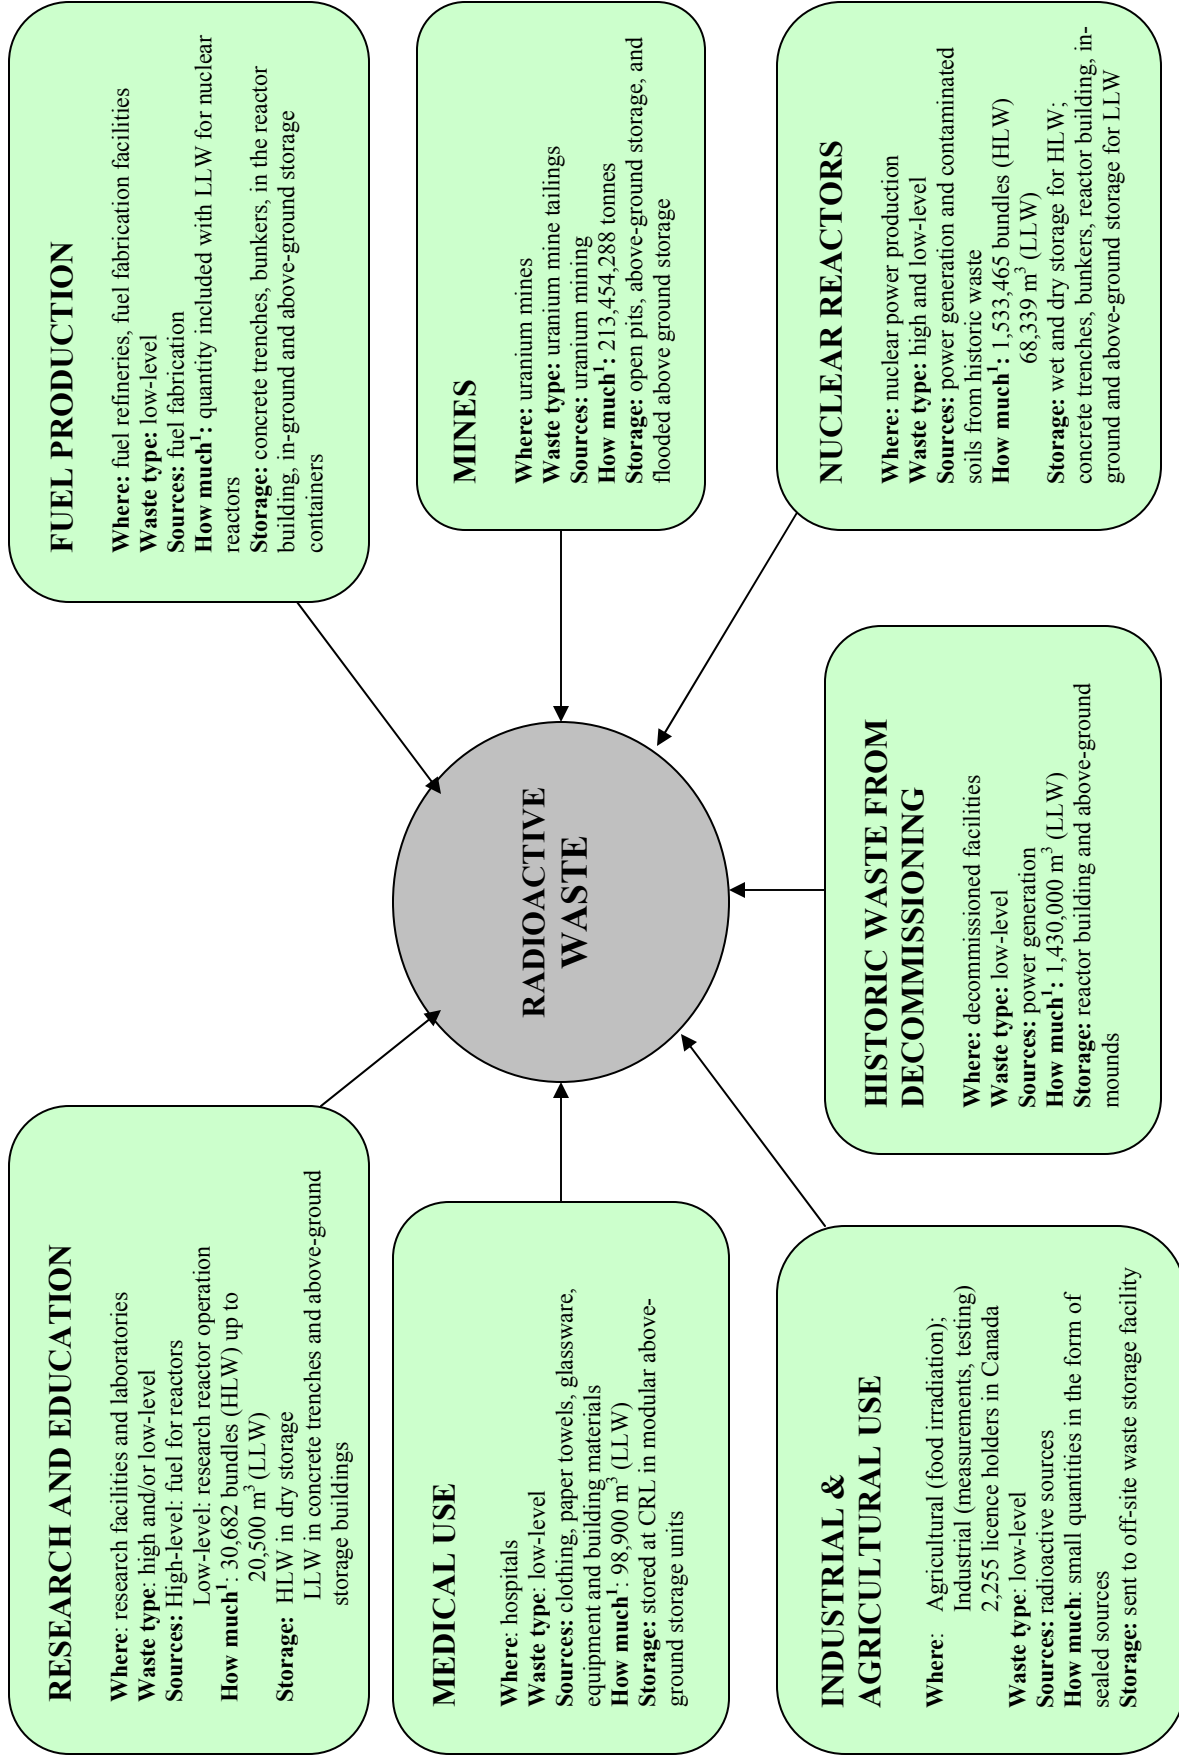 RESEARCH AND EDUCATION
Where: research facilities and laboratories
Waste type: high and/or low-level
Sources: High-level: fuel for reactors
Low-level: research reactor operation
How much¹: 30,682 bundles (HLW) up to
20,500 m³ (LLW)
Storage: HLW in dry storage
LLW in concrete trenches and above-ground
storage buildings
FUEL PRODUCTION
Where: fuel refineries, fuel fabrication facilities
Waste type: low-level
Sources: fuel fabrication
How much¹: quantity included with LLW for nuclear
reactors
Storage: concrete trenches, bunkers, in the reactor
building, in-ground and above-ground storage
containers
MEDICAL USE
Where: hospitals
Waste type: low-level
Sources: clothing, paper towels, glassware,
equipment and building materials
How much¹: 98,900 m³ (LLW)
Storage: stored at CRL in modular above-
ground storage units
RADIOACTIVE
WASTE
MINES
Where: uranium mines
Waste type: uranium mine tailings
Sources: uranium mining
How much¹: 213,454,288 tonnes
Storage: open pits, above-ground storage, and
flooded above ground storage
INDUSTRIAL &
AGRICULTURAL USE
Where: Agricultural (food irradiation);
Industrial (measurements, testing)
2,255 licence holders in Canada
Waste type: low-level
Sources: radioactive sources
How much: small quantities in the form of
sealed sources
Storage: sent to off-site waste storage facility
HISTORIC WASTE FROM
DECOMMISSIONING
Where: decommissioned facilities
Waste type: low-level
Sources: power generation
How much¹: 1,430,000 m³ (LLW)
Storage: reactor building and above-ground
mounds
NUCLEAR REACTORS
Where: nuclear power production
Waste type: high and low-level
Sources: power generation and contaminated
soils from historic waste
How much¹: 1,533,465 bundles (HLW)
68,339 m³ (LLW)
Storage: wet and dry storage for HLW;
concrete trenches, bunkers, reactor building, in-
ground and above-ground storage for LLW